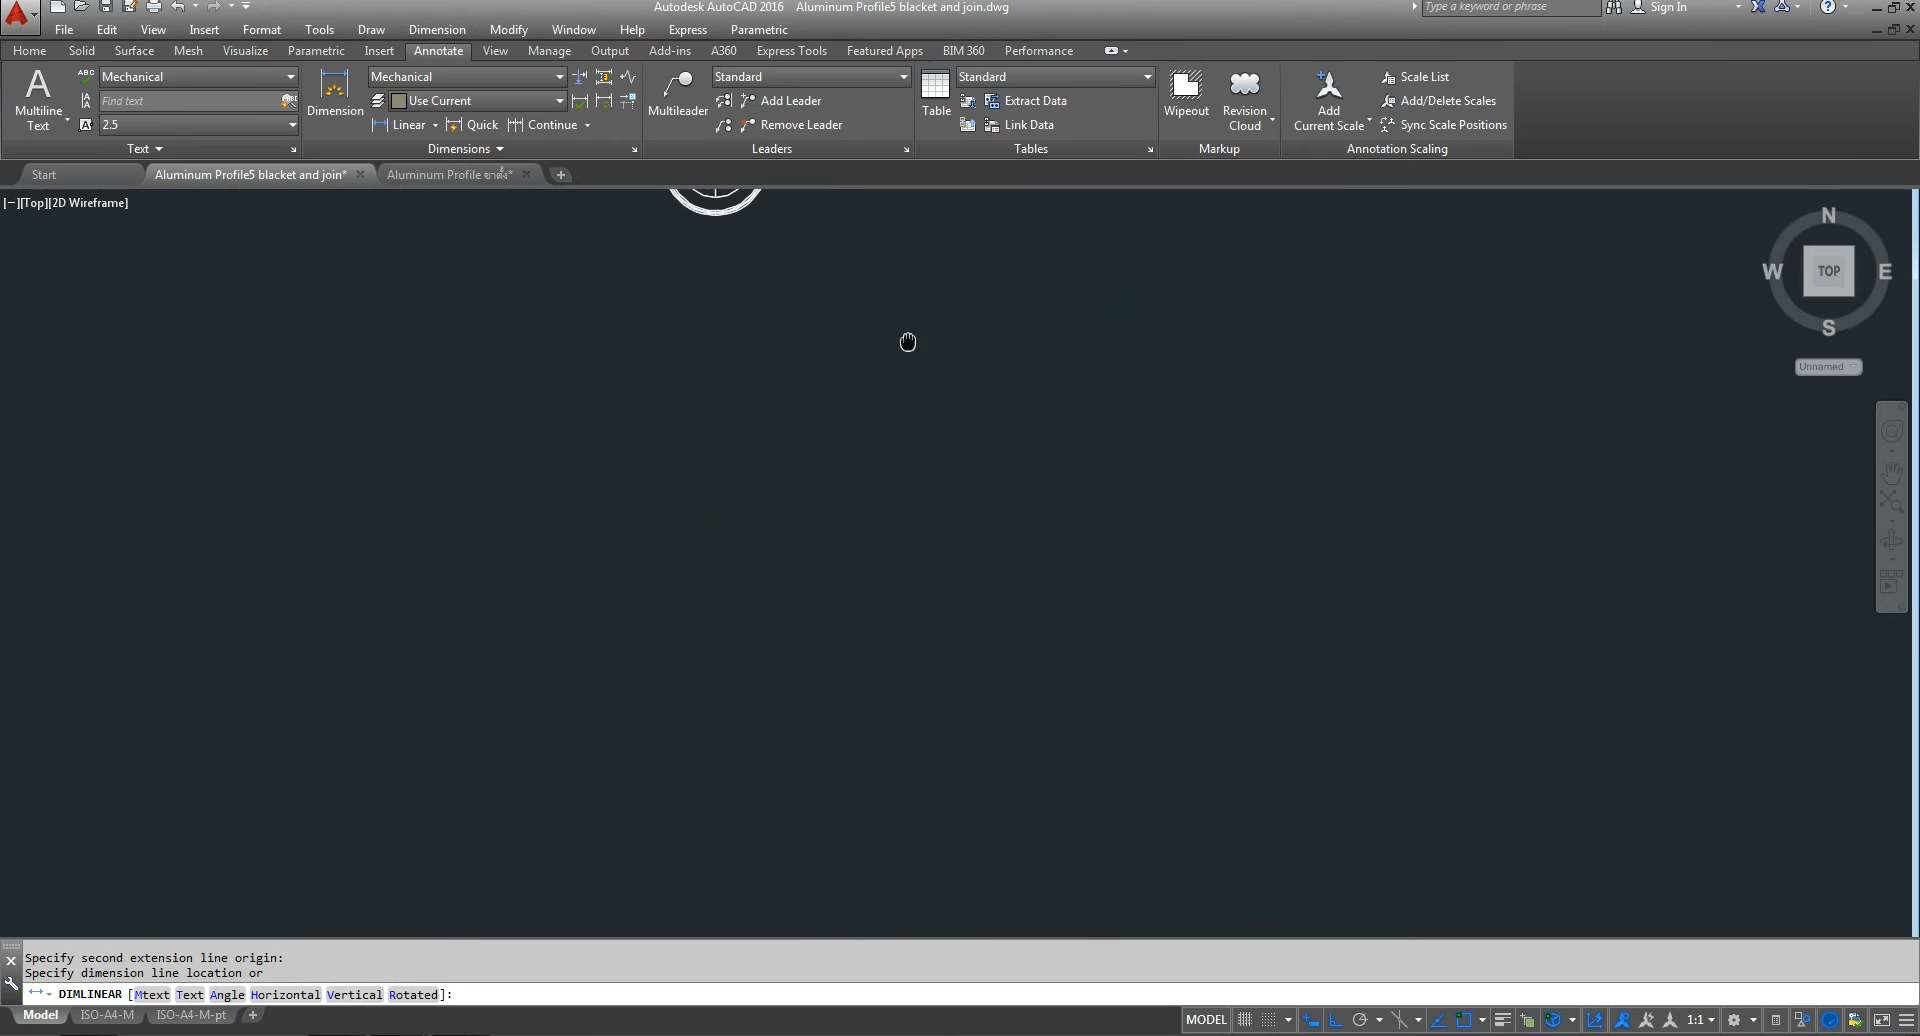 Autodesk AutoCAD 2016 Aluminum Profile5 blacket and join.dwg
Type a keyword or phrase
Sign In
File Edit View Insert Format Tools Draw Dimension Modify Window Help Express Parametric
Home Solid Surface Mesh Visualize Parametric Insert Annotate View Manage Output Add-ins A360 Express Tools Featured Apps BIM 360 Performance
Multiline Text
ABC Mechanical
Find text
2.5
Text
Dimension
Mechanical
Use Current
Linear Quick Continue
Dimensions
Multileader
Standard
Add Leader
Remove Leader
Leaders
Table
Standard
Extract Data
Link Data
Tables
Wipeout
Revision Cloud
Markup
Add Current Scale
Scale List
Add/Delete Scales
Sync Scale Positions
Annotation Scaling
Start Aluminum Profile5 blacket and join* Aluminum Profile ขาตั้ง*
[−][Top][2D Wireframe]
N
W TOP E
S
Unnamed
Specify second extension line origin:
Specify dimension line location or
DIMLINEAR [Mtext Text Angle Horizontal Vertical Rotated]:
Model ISO-A4-M ISO-A4-M-pt
MODEL 1:1